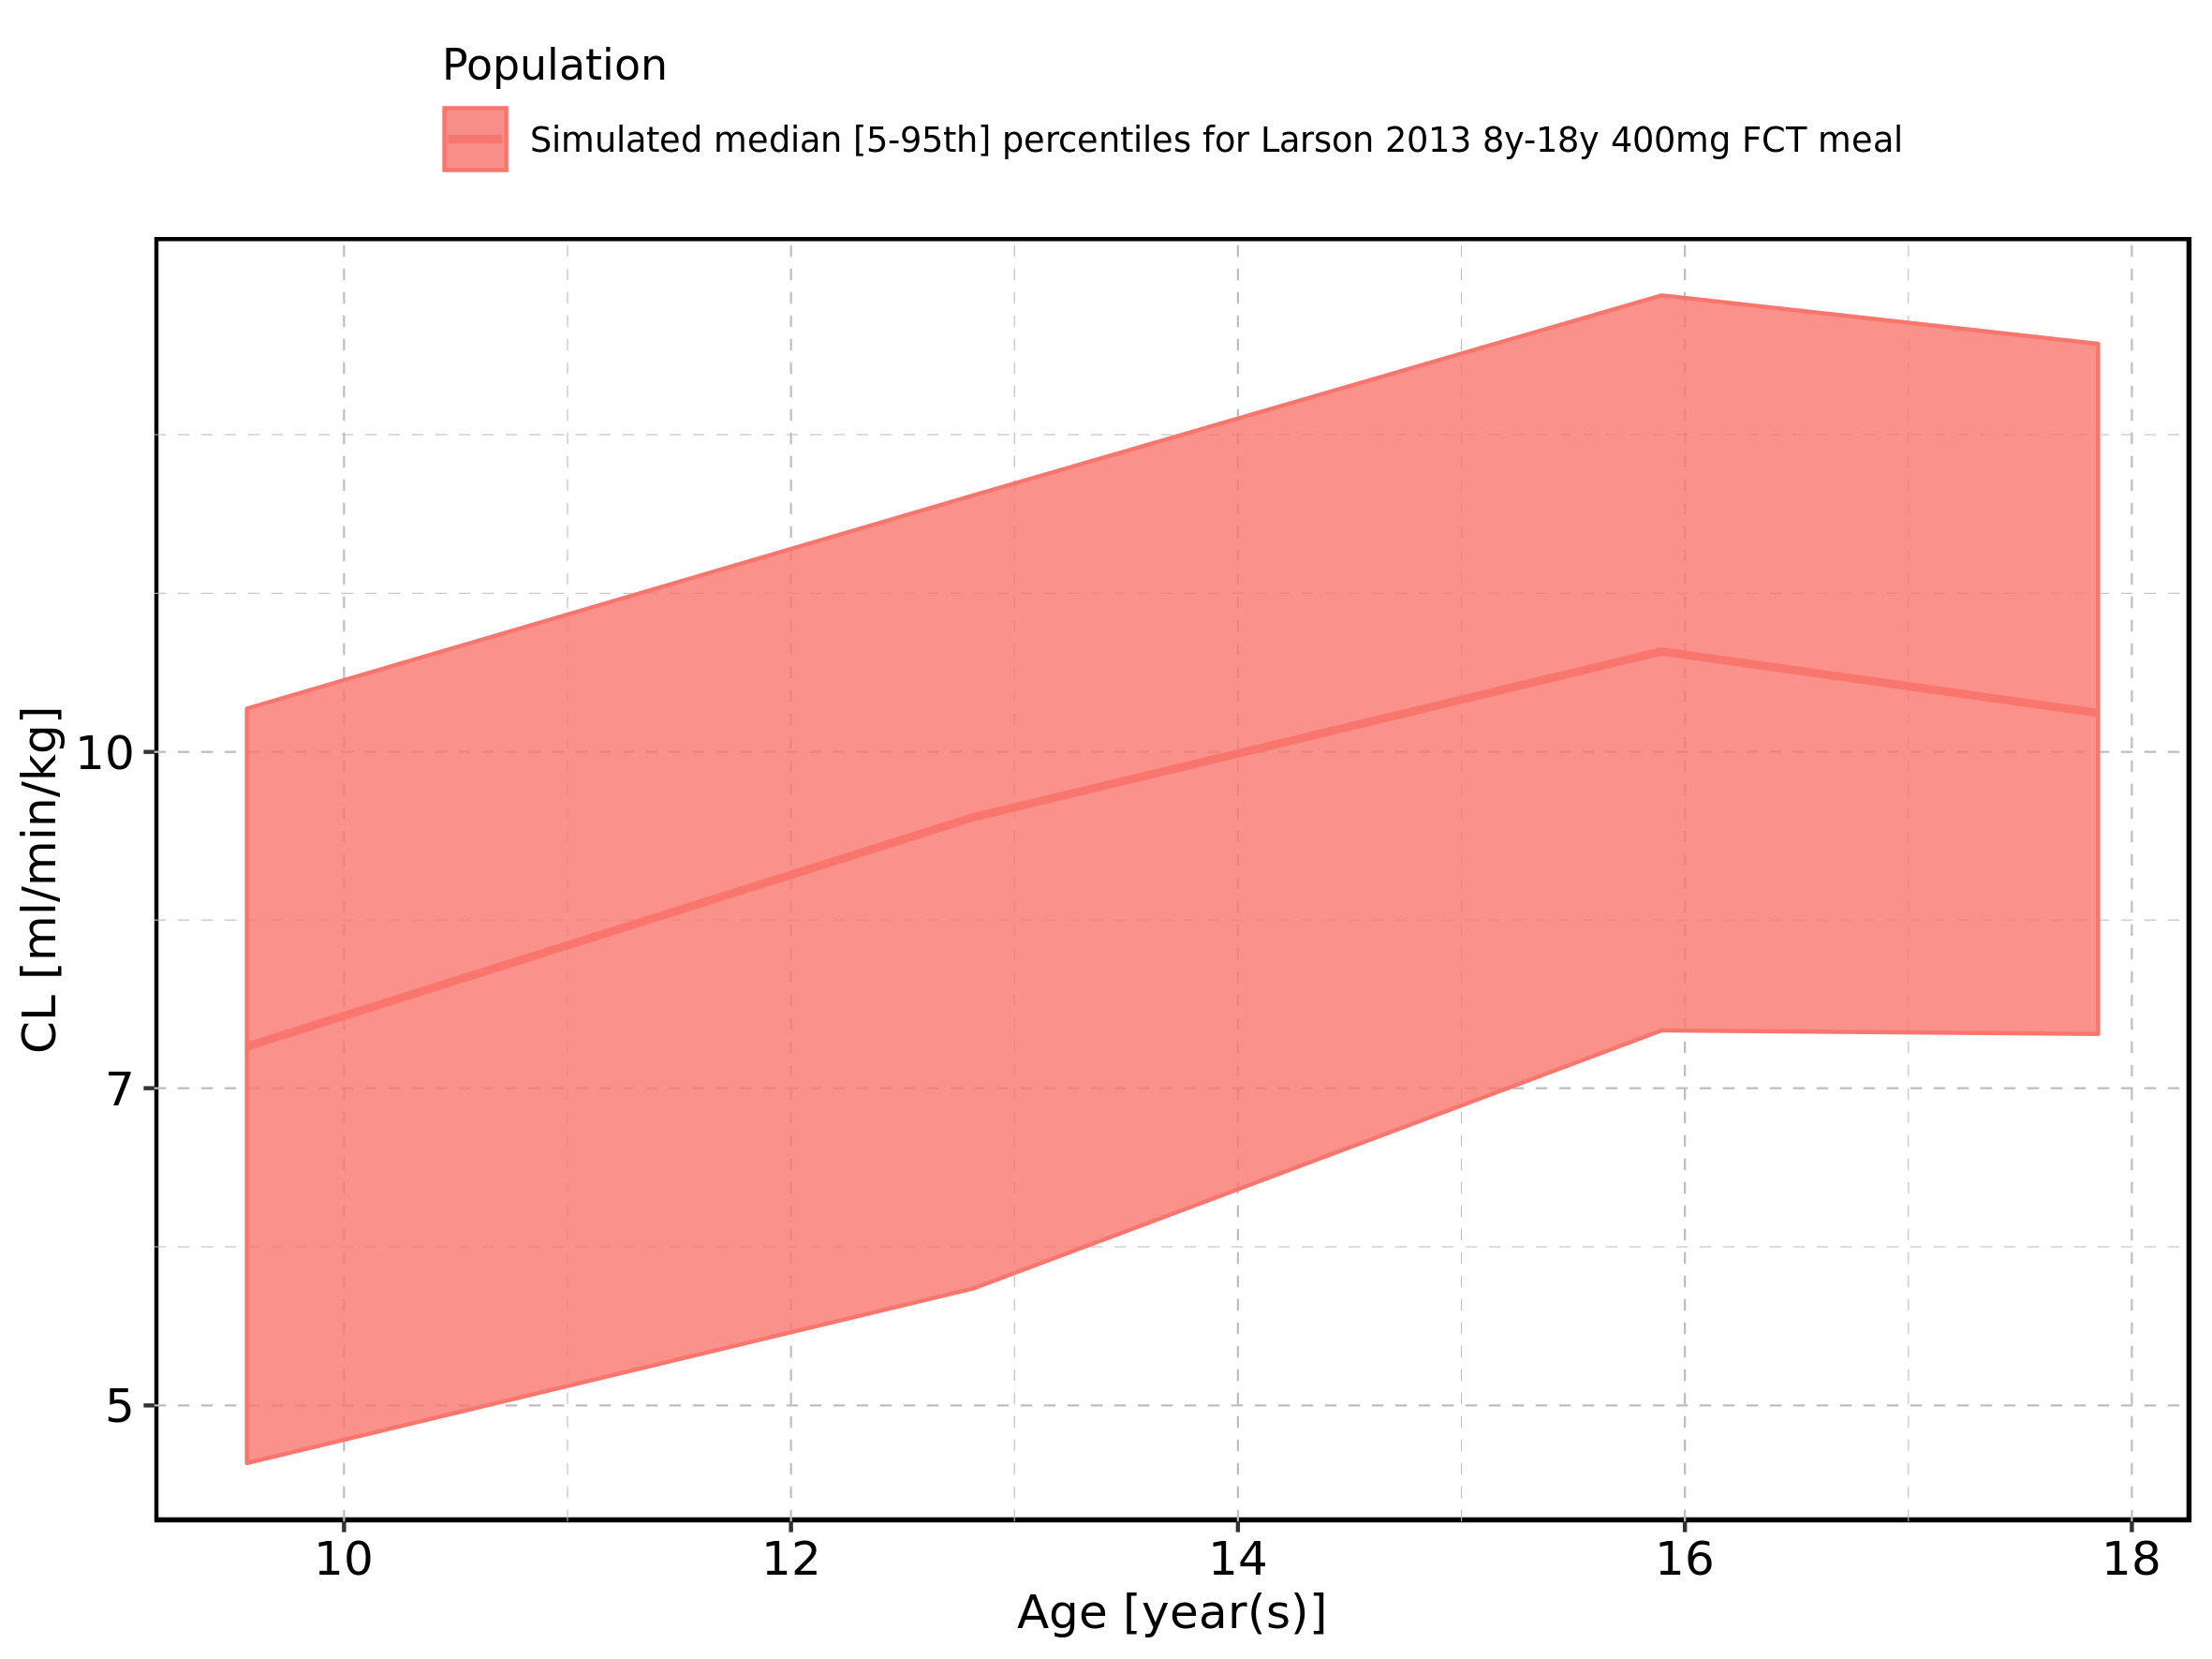 Population
Simulated median [5-95th] percentiles for Larson 2013 8y-18y 400mg FCT meal
CL [ml/min/kg]
10
7
5
10 12 14 16 18
Age [year(s)]